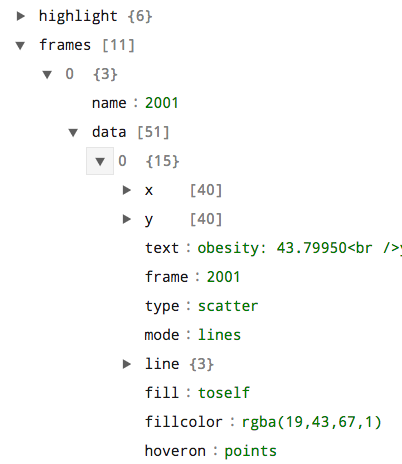 highlight {6}
frames [11]
0 {3}
name : 2001
data [51]
0 {15}
x [40]
y [40]
text : obesity: 43.79950<br />
frame : 2001
type : scatter
mode : lines
line {3}
fill : toself
fillcolor : rgba(19,43,67,1)
hoveron : points